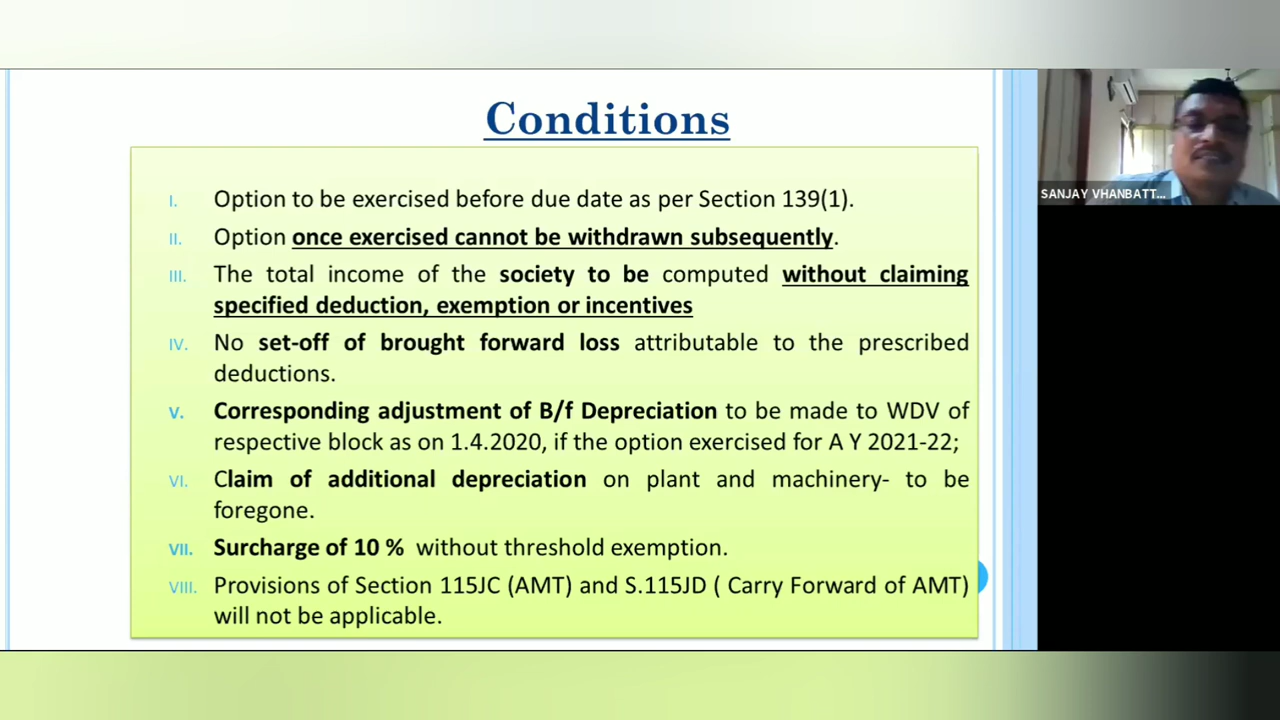 Conditions
I. Option to be exercised before due date as per Section 139(1).
II. Option once exercised cannot be withdrawn subsequently.
III. The total income of the society to be computed without claiming
specified deduction, exemption or incentives
IV. No set-off of brought forward loss attributable to the prescribed
deductions.
V. Corresponding adjustment of B/f Depreciation to be made to WDV of
respective block as on 1.4.2020, if the option exercised for A Y 2021-22;
VI. Claim of additional depreciation on plant and machinery- to be
foregone.
VII. Surcharge of 10 % without threshold exemption.
VIII. Provisions of Section 115JC (AMT) and S.115JD ( Carry Forward of AMT)
will not be applicable.
SANJAY VHANBATT...